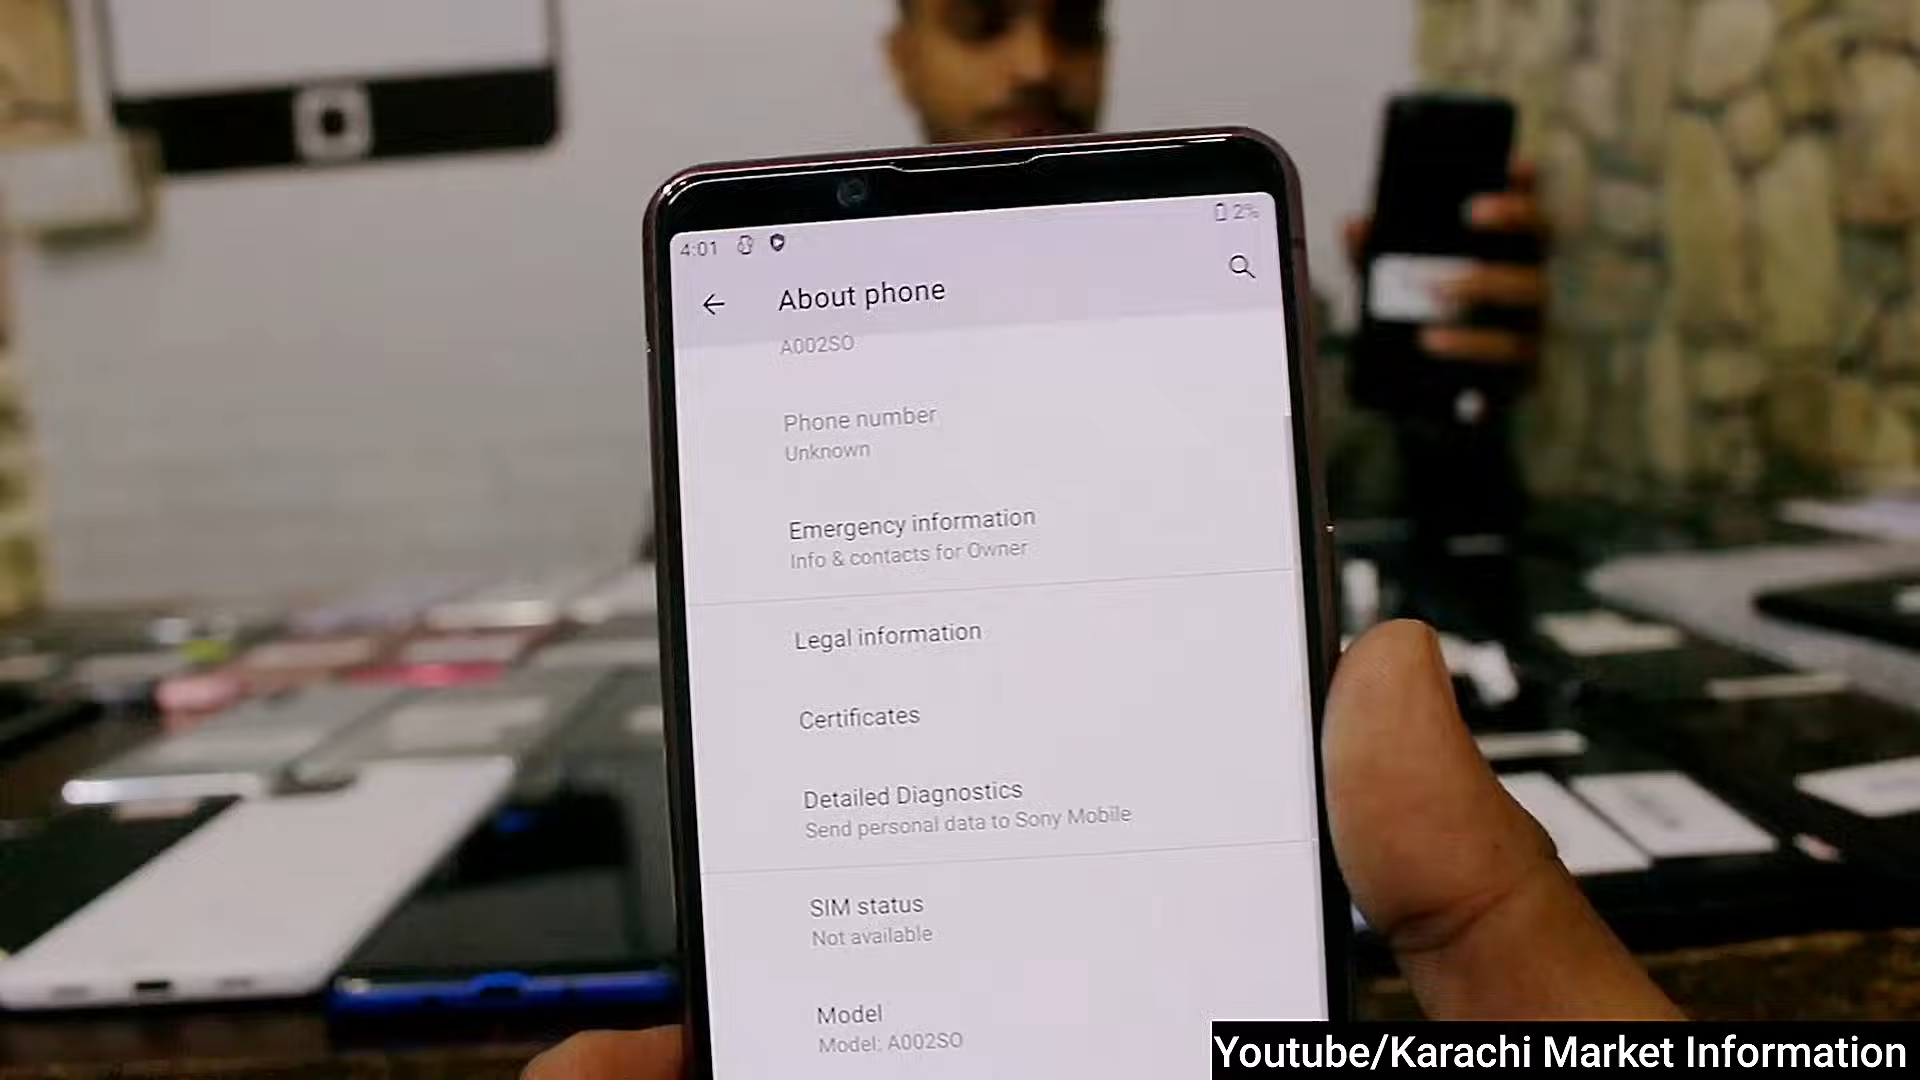 4:01
2%
About phone
A002SO
Phone number
Unknown
Emergency information
Info & contacts for Owner
Legal information
Certificates
Detailed Diagnostics
Send personal data to Sony Mobile
SIM status
Not available
Model
Model: A002SO
Youtube/Karachi Market Information